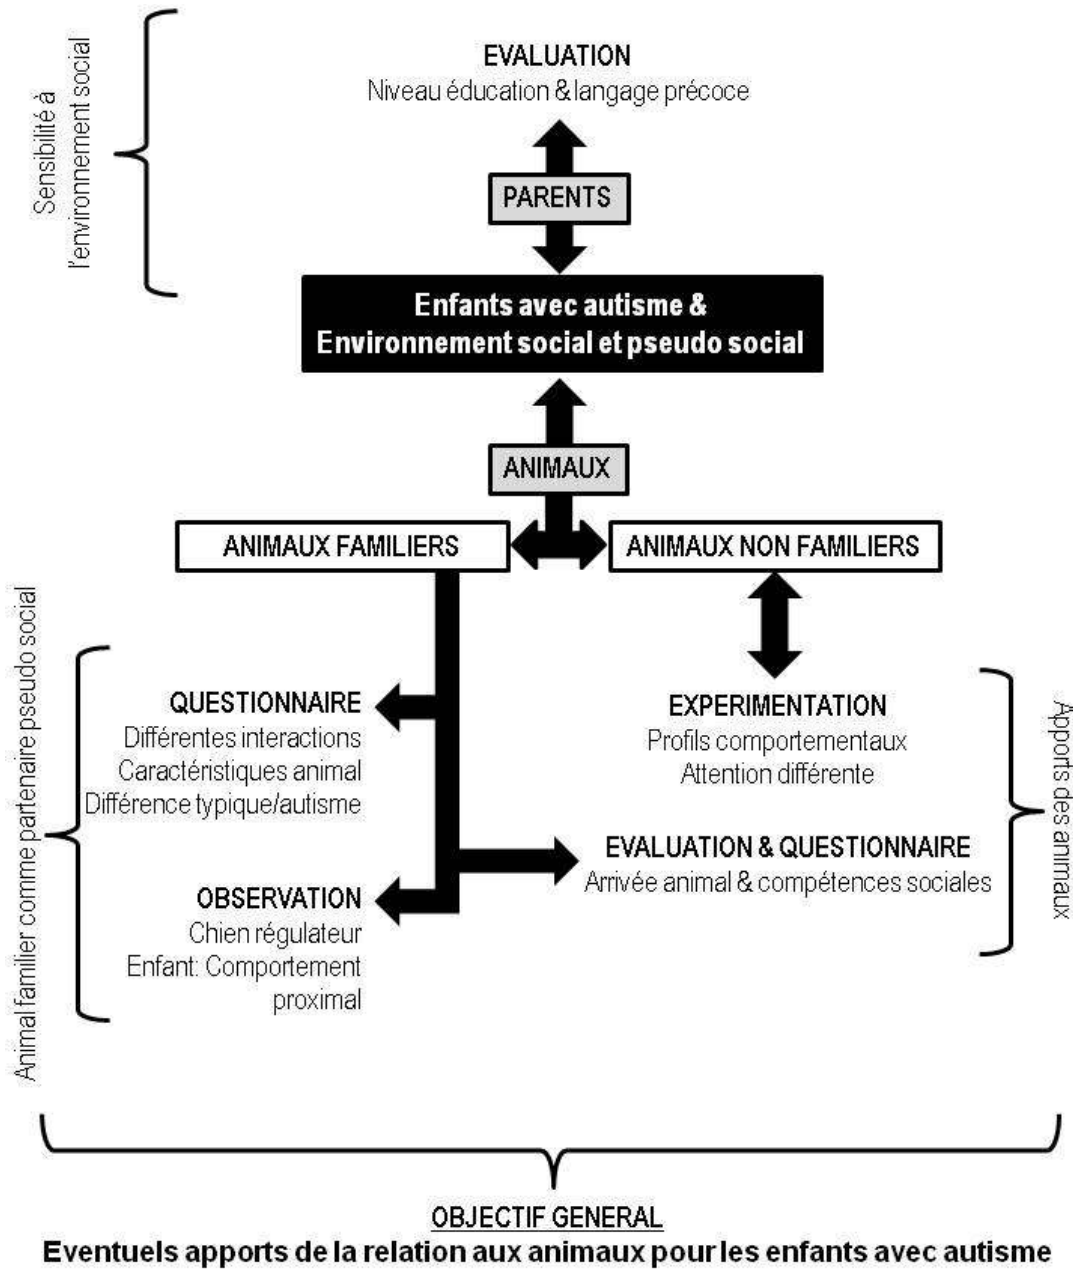 Sensibilité à
l'environnement social
EVALUATION
Niveau éducation & langage précoce
PARENTS
Enfants avec autisme &
Environnement social et pseudo social
ANIMAUX
ANIMAUX FAMILIERS
ANIMAUX NON FAMILIERS
Animal familier comme partenaire pseudo social
QUESTIONNAIRE
Différentes interactions
Caractéristiques animal
Différence typique/autisme
OBSERVATION
Chien régulateur
Enfant: Comportement
proximal
EXPERIMENTATION
Profils comportementaux
Attention différente
EVALUATION & QUESTIONNAIRE
Arrivée animal & compétences sociales
Apports des animaux
OBJECTIF GENERAL
Eventuels apports de la relation aux animaux pour les enfants avec autisme